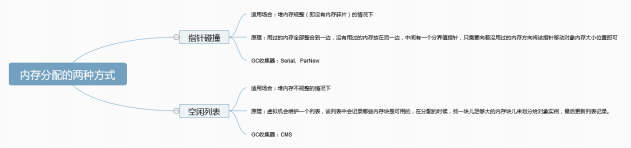 内存分配的两种方式
指针碰撞
适用场合：堆内存规整（即没有内存碎片）的情况下
原理：用过的内存全部整合到一边，没有用过的内存放在另一边，中间有一个分界值指针，只需要向着没用过的内存方向将该指针移动对象内存大小位置即可
GC收集器：Serial、ParNew
空闲列表
适用场合：堆内存不规整的情况下
原理：虚拟机会维护一个列表，该列表中会记录哪些内存块是可用的，在分配的时候，找一块儿足够大的内存块儿来划分给对象实例，最后更新列表记录。
GC收集器：CMS